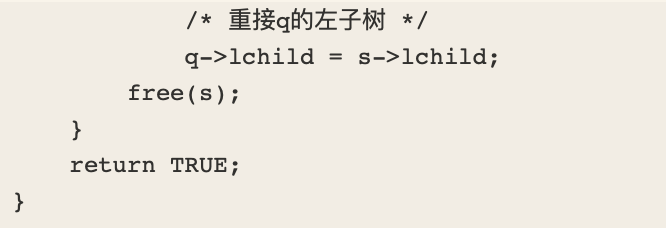 /* 重接q的左子树 */
q->lchild = s->lchild;
free(s);
}
return TRUE;
}